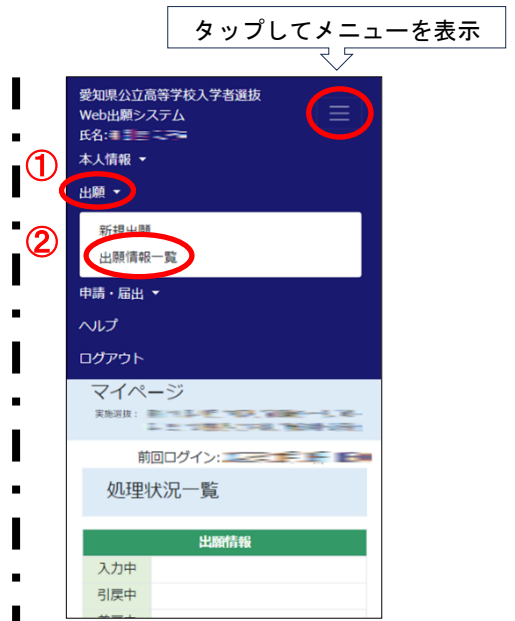 タップしてメニューを表示
愛知県公立高等学校入学者選抜
Web出願システム
氏名:
①
本人情報
出願
②
新規出願
出願情報一覧
申請・届出
ヘルプ
ログアウト
マイページ
実施選抜：
前回ログイン:
処理状況一覧
出願情報
入力中
引戻中